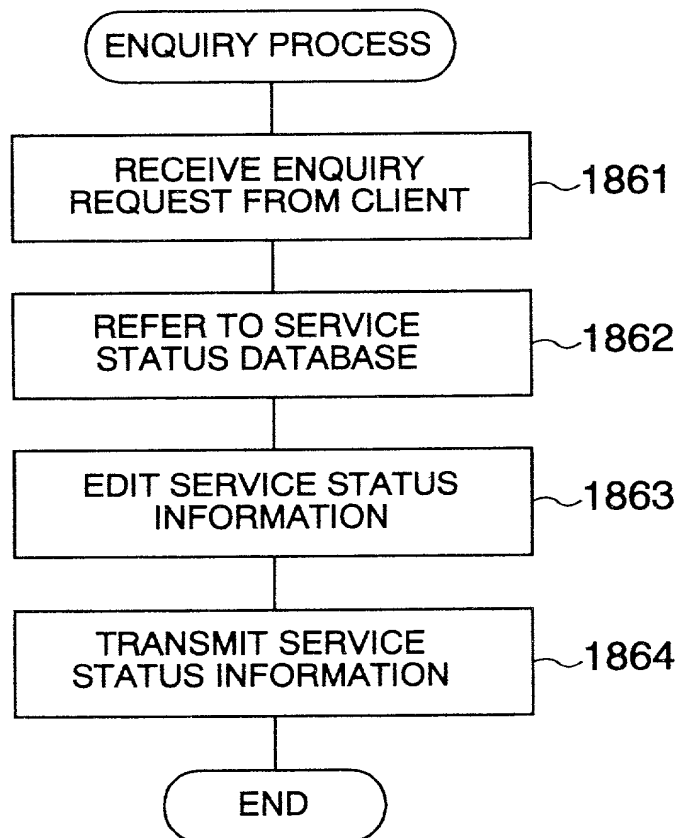 ENQUIRY PROCESS
RECEIVE ENQUIRY
REQUEST FROM CLIENT
1861
REFER TO SERVICE
STATUS DATABASE
1862
EDIT SERVICE STATUS
INFORMATION
1863
TRANSMIT SERVICE
STATUS INFORMATION
1864
END